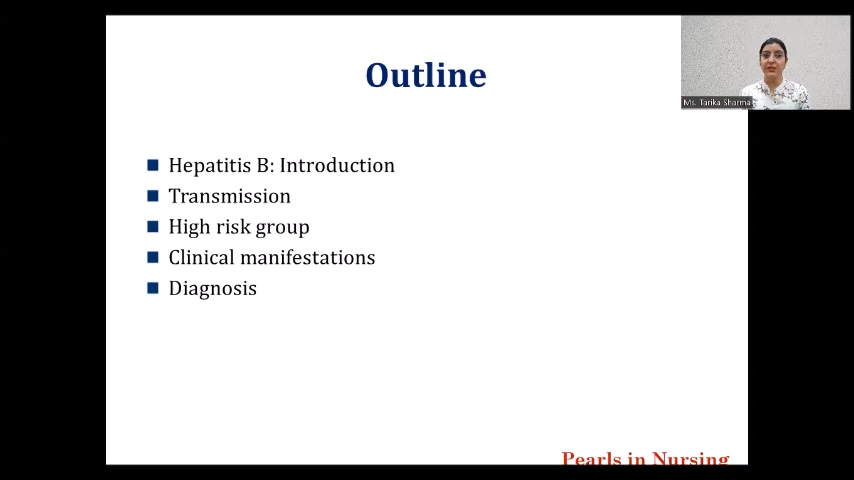 Outline
Ms. Tarika Sharma
Hepatitis B: Introduction
Transmission
High risk group
Clinical manifestations
Diagnosis
Pearls in Nursing